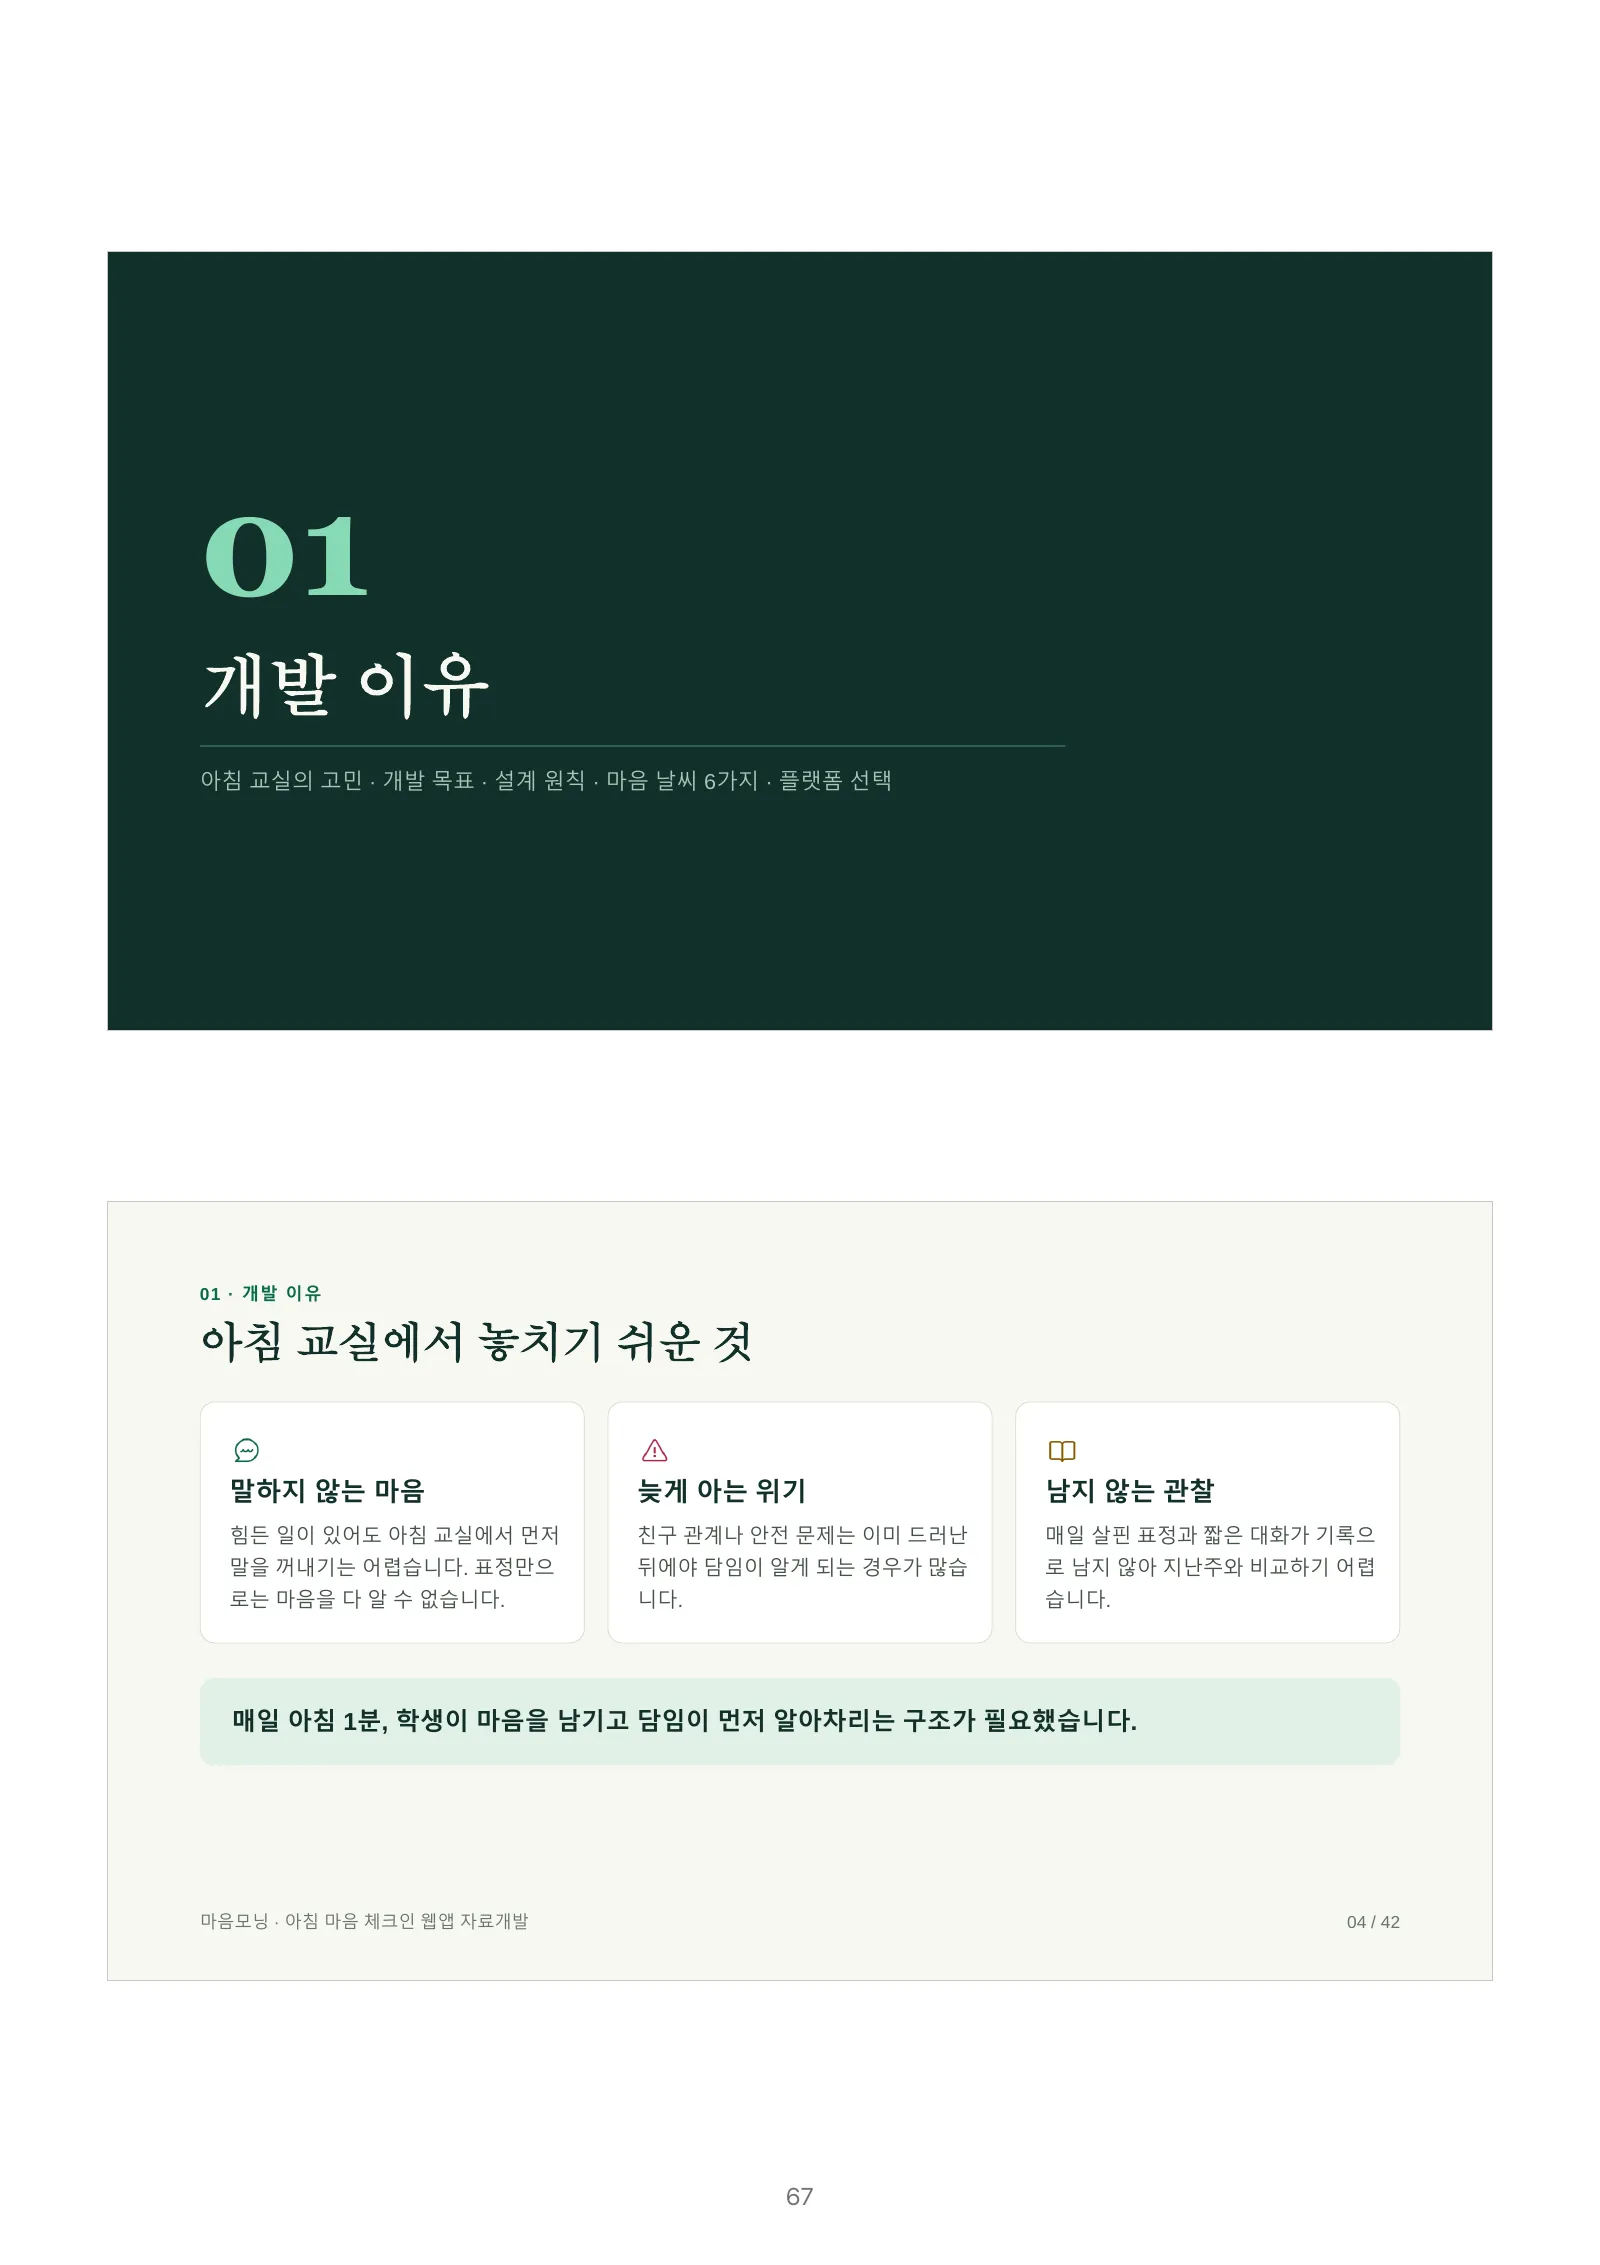 01
개발 이유
아침 교실의 고민 · 개발 목표 · 설계 원칙 · 마음 날씨 6가지 · 플랫폼 선택
01 · 개발 이유
아침 교실에서 놓치기 쉬운 것
말하지 않는 마음
힘든 일이 있어도 아침 교실에서 먼저
말을 꺼내기는 어렵습니다. 표정만으
로는 마음을 다 알 수 없습니다.
늦게 아는 위기
친구 관계나 안전 문제는 이미 드러난
뒤에야 담임이 알게 되는 경우가 많습
니다.
남지 않는 관찰
매일 살핀 표정과 짧은 대화가 기록으
로 남지 않아 지난주와 비교하기 어렵
습니다.
매일 아침 1분, 학생이 마음을 남기고 담임이 먼저 알아차리는 구조가 필요했습니다.
마음모닝 · 아침 마음 체크인 웹앱 자료개발
04 / 42
67